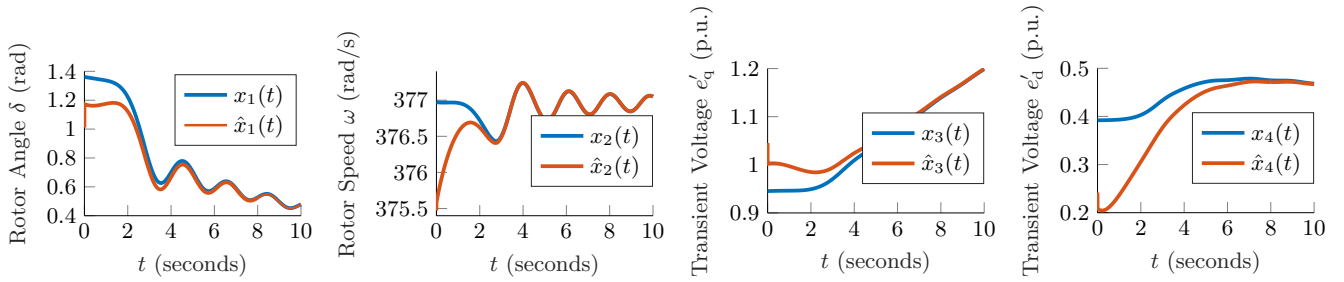 Rotor Angle δ (rad)
1.4
1.2
1
0.8
0.6
0.4
0 2 4 6 8 10
t (seconds)
x₁(t)
x̂₁(t)
Rotor Speed ω (rad/s)
377
376.5
376
375.5
0 2 4 6 8 10
t (seconds)
x₂(t)
x̂₂(t)
Transient Voltage e′q (p.u.)
1.2
1.1
1
0.9
0 2 4 6 8 10
t (seconds)
x₃(t)
x̂₃(t)
Transient Voltage e′d (p.u.)
0.5
0.4
0.3
0.2
0 2 4 6 8 10
t (seconds)
x₄(t)
x̂₄(t)